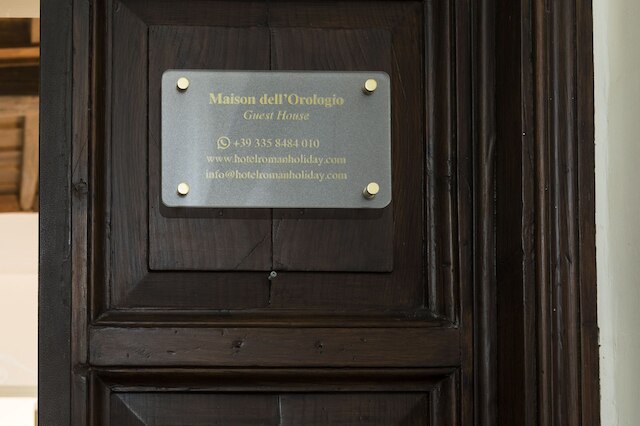 Maison dell'Orologio
Guest House
+39 335 8484 010
www.hotelromanholiday.com
info@hotelromanholiday.com